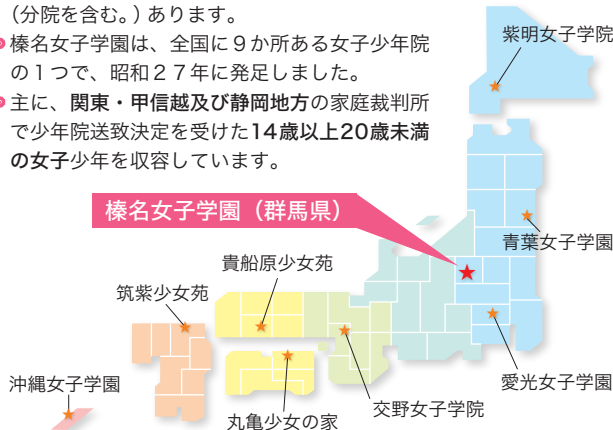 （分院を含む。）あります。
榛名女子学園は、全国に９か所ある女子少年院
の１つで、昭和２７年に発足しました。
主に、関東・甲信越及び静岡地方の家庭裁判所
で少年院送致決定を受けた14歳以上20歳未満
の女子少年を収容しています。
紫明女子学院
榛名女子学園（群馬県）
青葉女子学園
貴船原少女苑
筑紫少女苑
沖縄女子学園
愛光女子学園
交野女子学院
丸亀少女の家